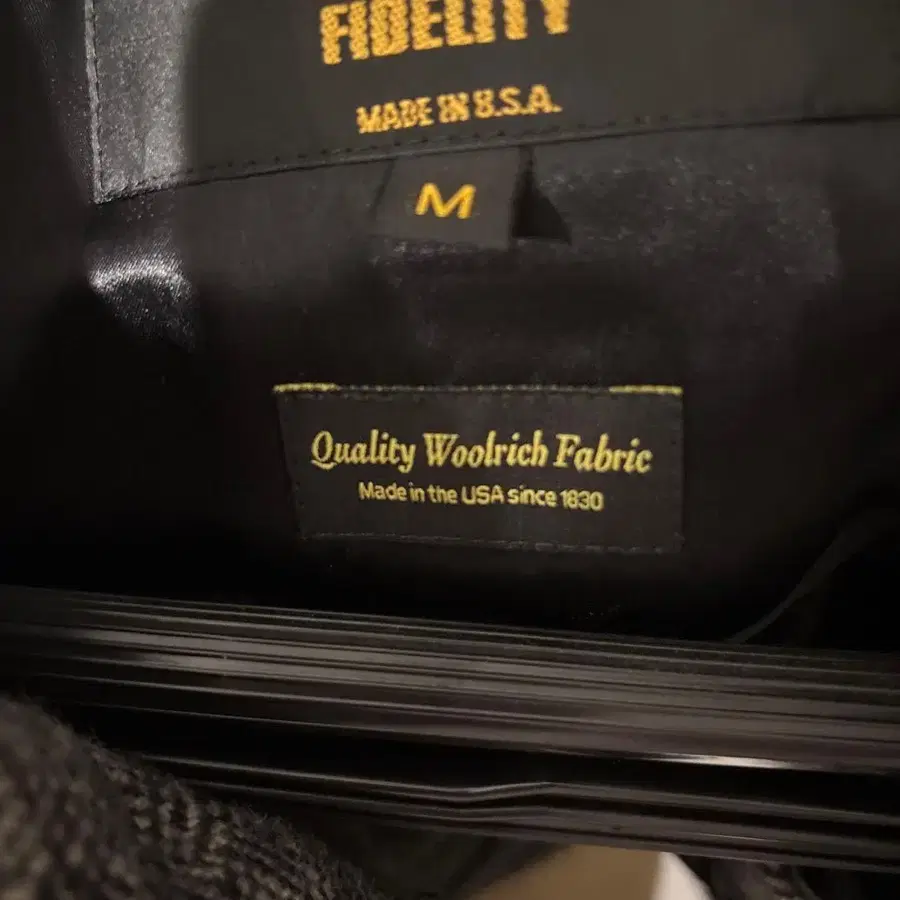 FIDELITY
MADE IN U.S.A.
M
Quality Woolrich Fabric
Made in the USA since 1830